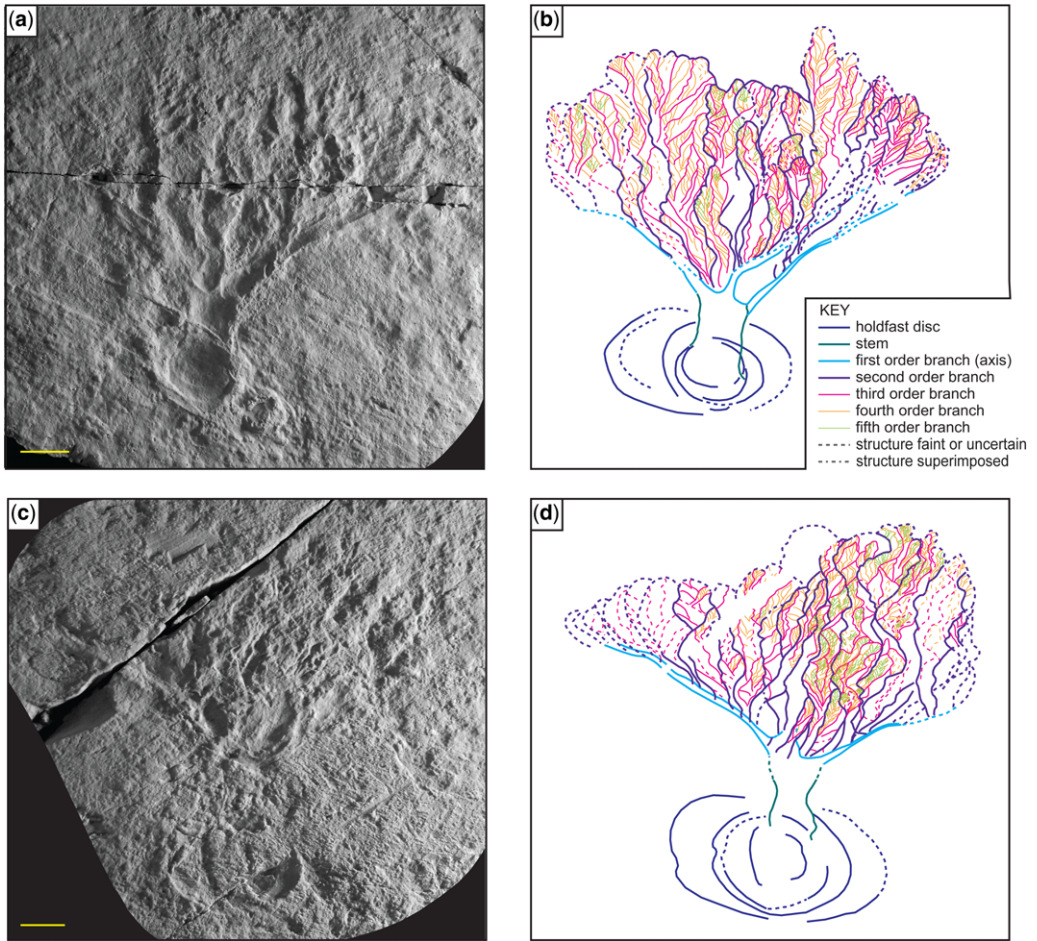 (a)
(b)
KEY
holdfast disc
stem
first order branch (axis)
second order branch
third order branch
fourth order branch
fifth order branch
structure faint or uncertain
structure superimposed
(c)
(d)